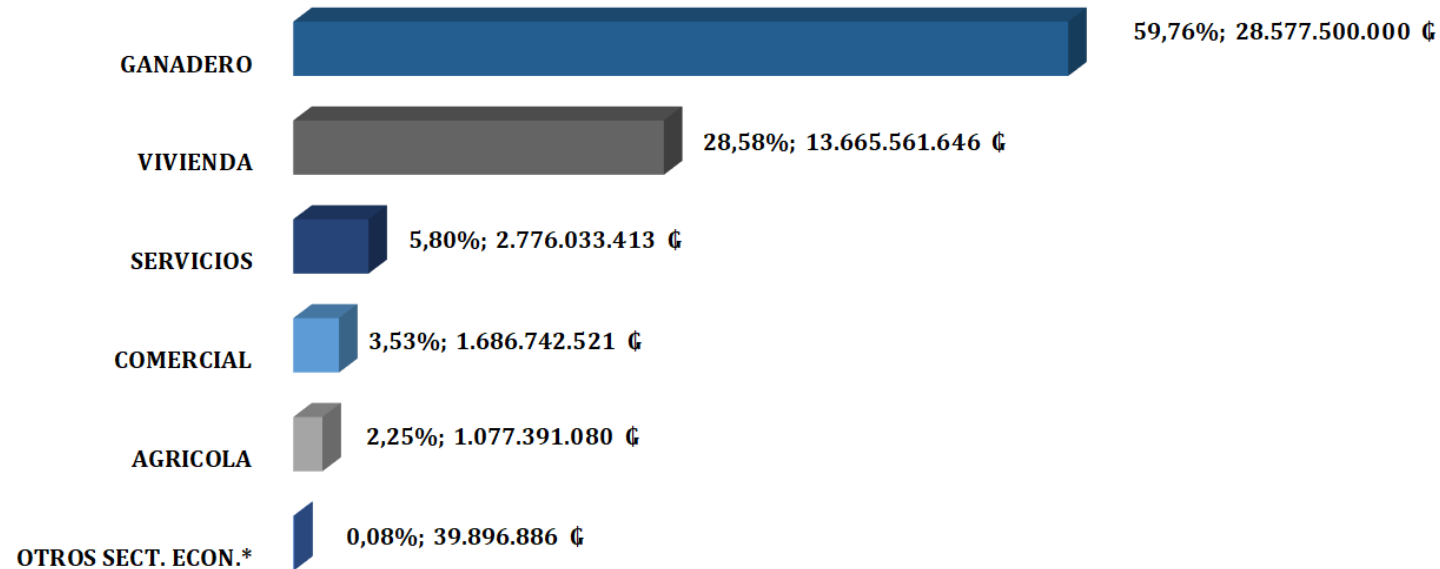 GANADERO 59,76%; 28.577.500.000 ₲
VIVIENDA 28,58%; 13.665.561.646 ₲
SERVICIOS 5,80%; 2.776.033.413 ₲
COMERCIAL 3,53%; 1.686.742.521 ₲
AGRICOLA 2,25%; 1.077.391.080 ₲
OTROS SECT. ECON.* 0,08%; 39.896.886 ₲